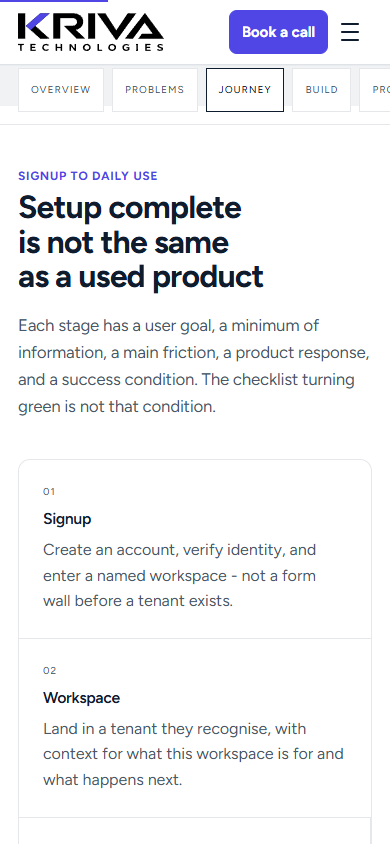 KRIVA
TECHNOLOGIES
Book a call
OVERVIEW
PROBLEMS
JOURNEY
BUILD
SIGNUP TO DAILY USE
Setup complete
is not the same
as a used product
Each stage has a user goal, a minimum of
information, a main friction, a product response,
and a success condition. The checklist turning
green is not that condition.
01
Signup
Create an account, verify identity, and
enter a named workspace - not a form
wall before a tenant exists.
02
Workspace
Land in a tenant they recognise, with
context for what this workspace is for and
what happens next.